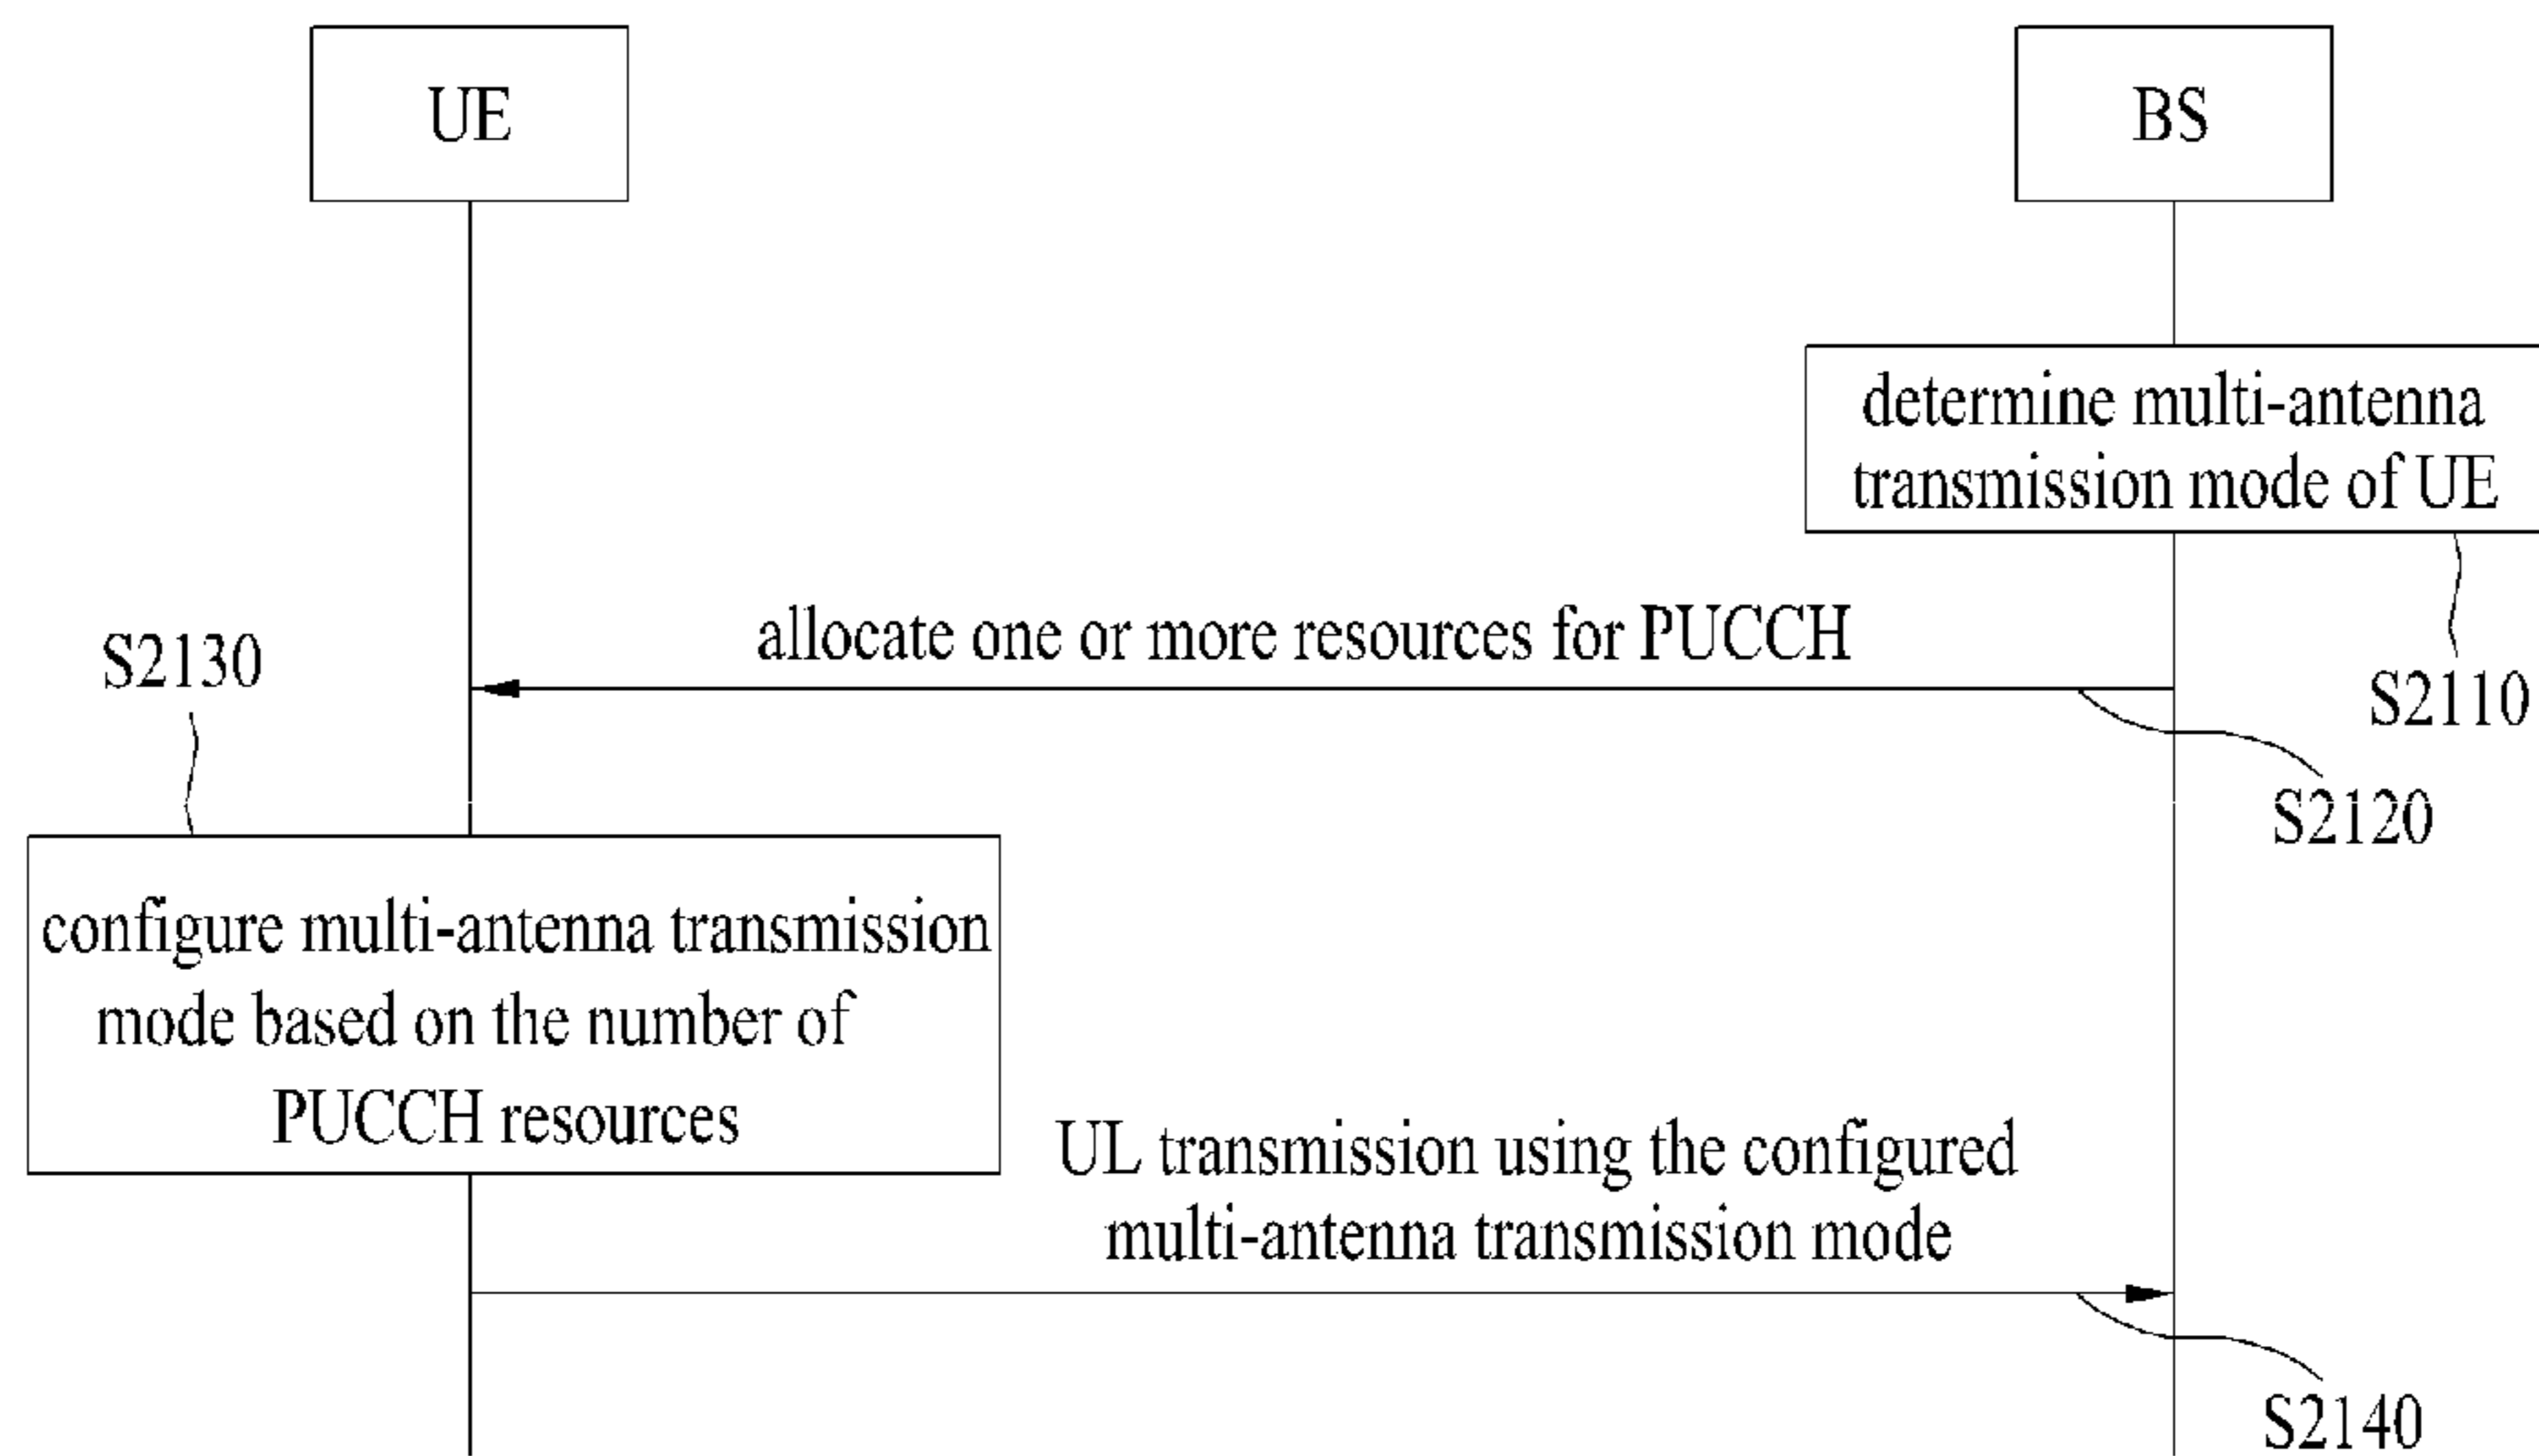 UE
BS
determine multi-antenna
transmission mode of UE
S2110
allocate one or more resources for PUCCH
S2120
S2130
configure multi-antenna transmission
mode based on the number of
PUCCH resources
UL transmission using the configured
multi-antenna transmission mode
S2140